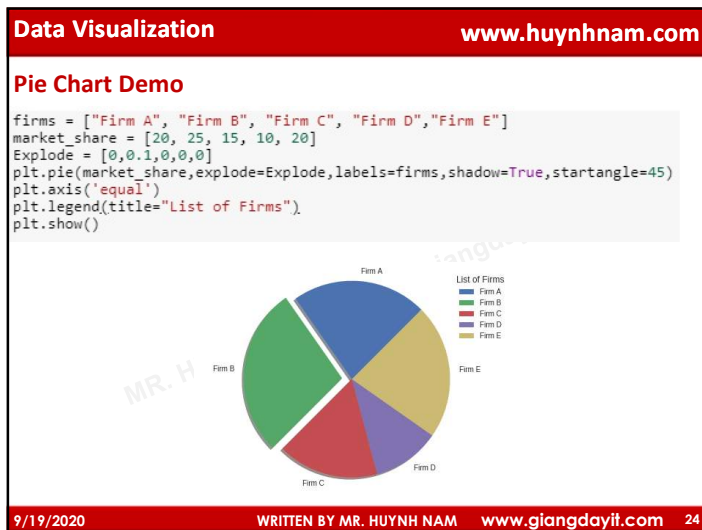 Data Visualization www.huynhnam.com
Pie Chart Demo
firms = ["Firm A", "Firm B", "Firm C", "Firm D","Firm E"]
market_share = [20, 25, 15, 10, 20]
Explode = [0,0.1,0,0,0]
plt.pie(market_share,explode=Explode,labels=firms,shadow=True,startangle=45)
plt.axis('equal')
plt.legend(title="List of Firms")
plt.show()
Firm A
List of Firms
Firm A
Firm B
Firm C
Firm D
Firm E
Firm B
Firm E
MR. H
Firm D
Firm C
9/19/2020 WRITTEN BY MR. HUYNH NAM www.giangdayit.com 24